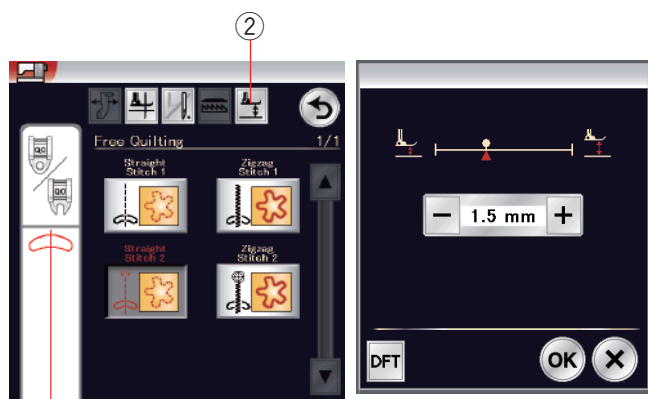 2
Free Quilting 1/1
Straight
Stitch 1
Zigzag
Stitch 1
Straight
Stitch 2
Zigzag
Stitch 2
− 1.5 mm +
DFT OK X